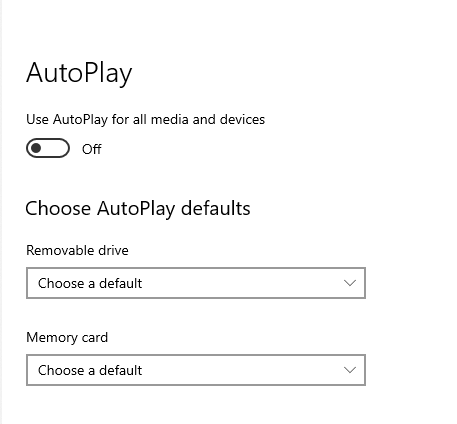 AutoPlay
Use AutoPlay for all media and devices
Off
Choose AutoPlay defaults
Removable drive
Choose a default
Memory card
Choose a default